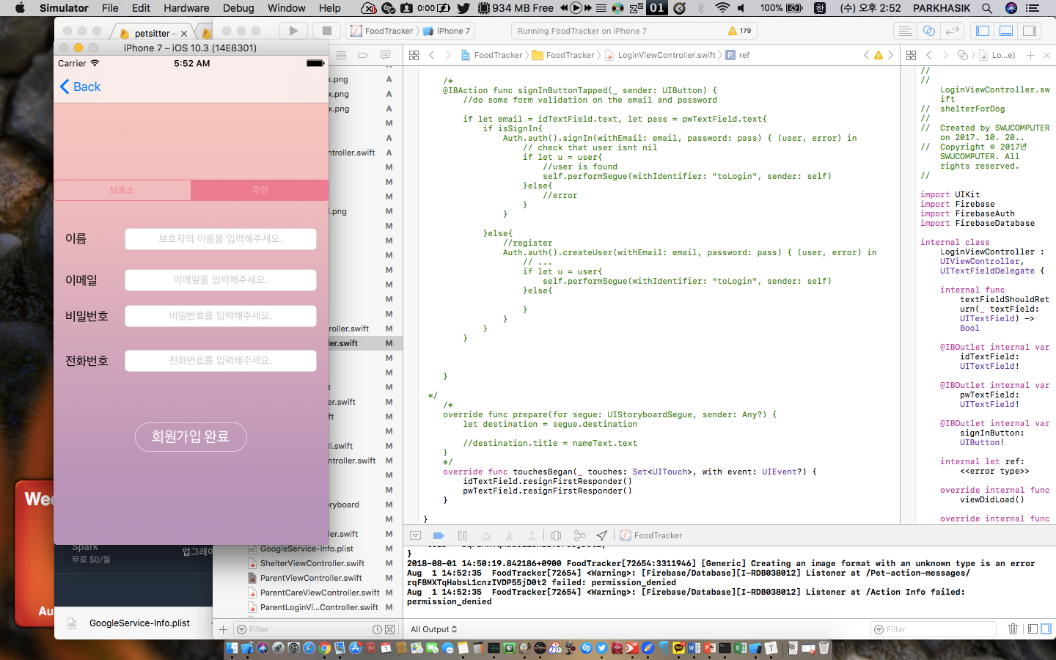 Simulator File Edit Hardware Window Debug Window Help 0:00 934 MB Free 01 100% (수) 오후 2:52 PARKHASIK
petsitter
FoodTracker iPhone 7 Running FoodTracker on iPhone 7 179
iPhone 7 – iOS 10.3 (14E8301)
Carrier 5:52 AM
Back
보호소 주인
이름 보호자의 이름을 입력해주세요.
이메일 이메일을 입력해주세요.
비밀번호 비밀번호를 입력해주세요.
전화번호 전화번호를 입력해주세요.
회원가입 완료
FoodTracker FoodTracker LoginViewController.swift ref
/*
@IBAction func signInButtonTapped(_ sender: UIButton) {
//do some form validation on the email and password
if let email = idTextField.text, let pass = pwTextField.text{
if isSignIn{
Auth.auth().signIn(withEmail: email, password: pass) { (user, error) in
// check that user isnt nil
if let u = user{
//user is found
self.performSegue(withIdentifier: "toLogin", sender: self)
}else{
//error
}
}
}else{
//register
Auth.auth().createUser(withEmail: email, password: pass) { (user, error) in
// ...
if let u = user{
self.performSegue(withIdentifier: "toLogin", sender: self)
}else{
}
}
}
}
}
*/
/*
override func prepare(for segue: UIStoryboardSegue, sender: Any?) {
let destination = segue.destination
//destination.title = nameText.text
}
*/
override func touchesBegan(_ touches: Set<UITouch>, with event: UIEvent?) {
idTextField.resignFirstResponder()
pwTextField.resignFirstResponder()
}
}
Lo...e)
//
//
LoginViewController.sw
ift
// shelterForDog
//
// Created by SWUCOMPUTER
on 2017. 10. 20..
// Copyright © 2017년
SWUCOMPUTER. All
rights reserved.
//
import UIKit
import Firebase
import FirebaseAuth
import FirebaseDatabase
internal class
LoginViewController :
UIViewController,
UITextFieldDelegate {
internal func
textFieldShouldRet
urn(_ textField:
UITextField) ->
Bool
@IBOutlet internal var
idTextField:
UITextField!
@IBOutlet internal var
pwTextField:
UITextField!
@IBOutlet internal var
signInButton:
UIButton!
internal let ref:
<<error type>>
override internal func
viewDidLoad()
override internal func
FoodTracker
}
2018-08-01 14:50:19.842186+0900 FoodTracker[72654:3311946] [Generic] Creating an image format with an unknown type is an error
Aug 1 14:52:35 FoodTracker[72654] <Warning>: [Firebase/Database][I-RDB038012] Listener at /Pet-action-messages/
rqF8MXTqHabsL1cnzIVDP55jD0t2 failed: permission_denied
Aug 1 14:52:35 FoodTracker[72654] <Warning>: [Firebase/Database][I-RDB038012] Listener at /Action Info failed:
permission_denied
All Output
Filter
GoogleService-Info.plist
ShelterViewController.swift M
ParentViewController.swift M
ParentCareViewController.swift M
ParentLoginVi...Controller.swift M
Filter
Spark
무료 $0/월
GoogleService-Info.plist